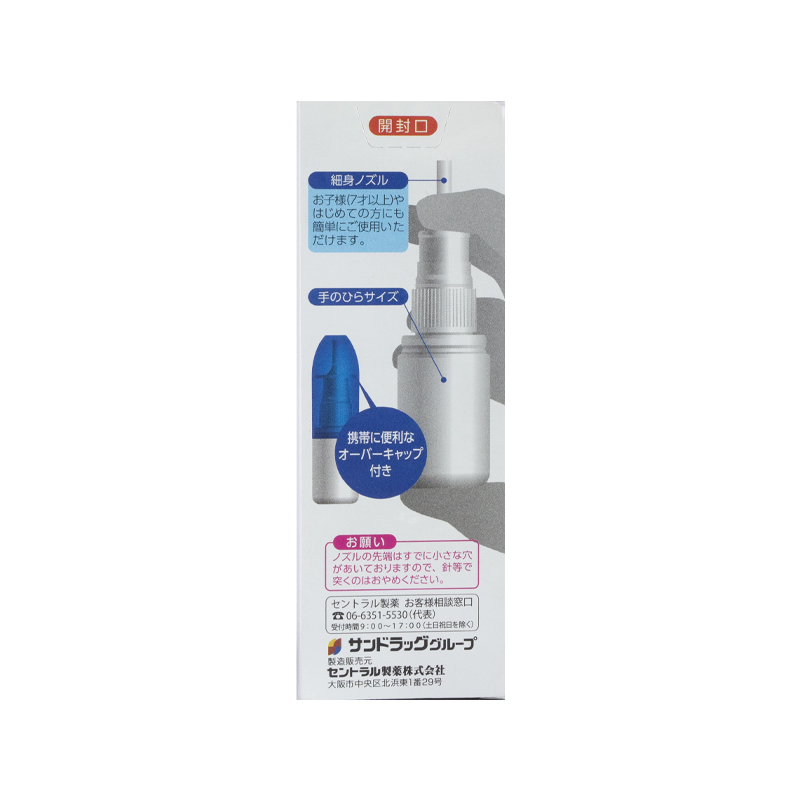 開封口
細身ノズル
お子様(7才以上)や
はじめての方にも
簡単にご使用いた
だけます。
手のひらサイズ
携帯に便利な
オーバーキャップ
付き
お願い
ノズルの先端はすでに小さな穴
があいておりますので、針等で
突くのはおやめください。
セントラル製薬 お客様相談窓口
☎06-6351-5530(代表)
受付時間9:00~17:00(土日祝日を除く)
サンドラッググループ
製造販売元
セントラル製薬株式会社
大阪市中央区北浜東1番29号